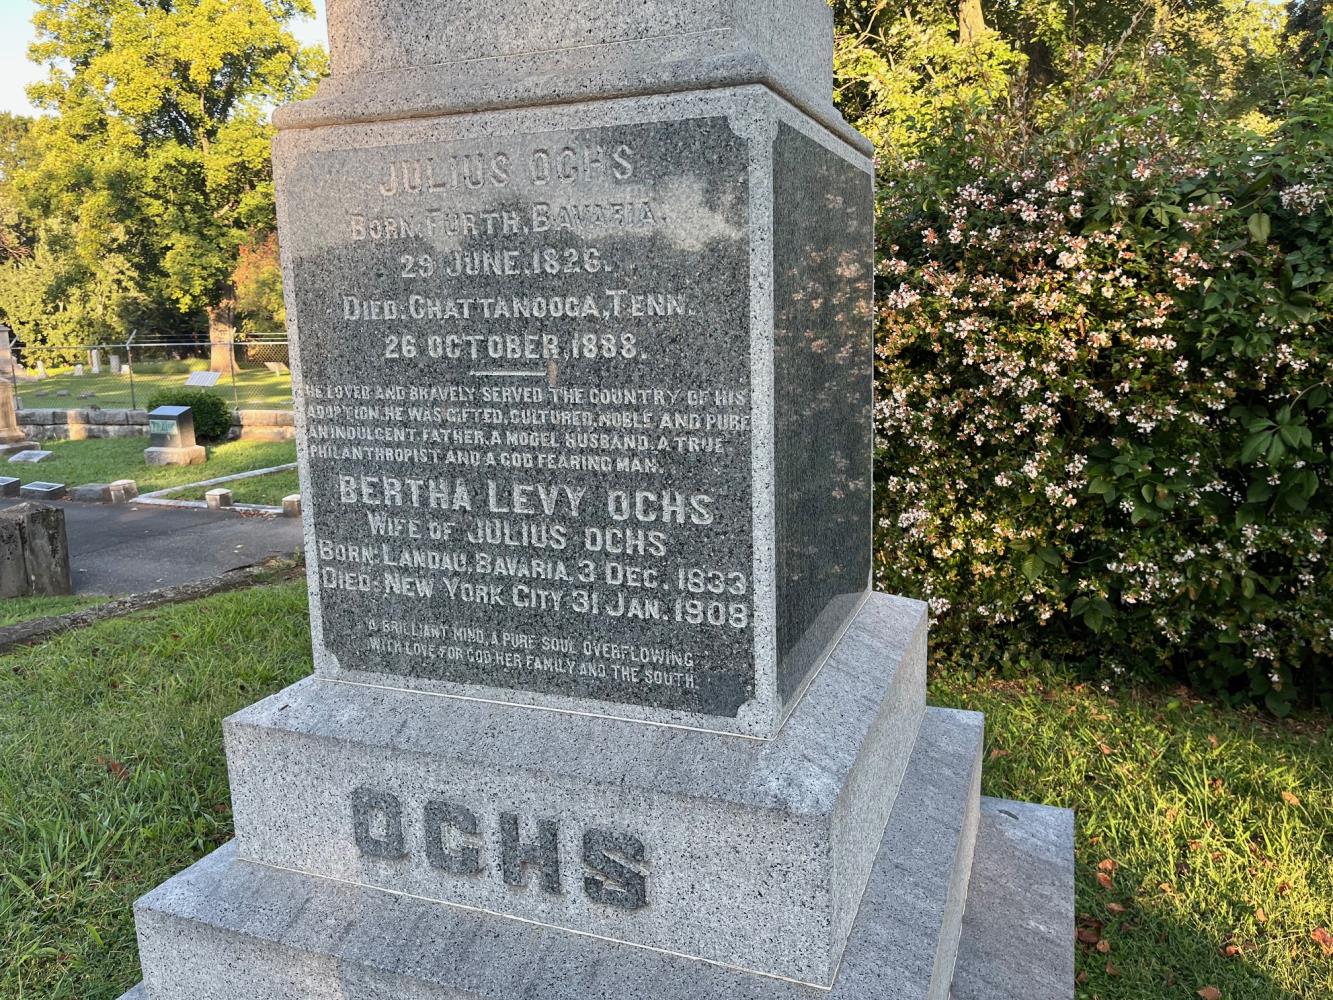 JULIUS OCHS
BORN: FURTH, BAVARIA.
29 JUNE.1826.
DIED: CHATTANOOGA, TENN.
26 OCTOBER, 1888.
HE LOVED AND BRAVELY SERVED THE COUNTRY OF HIS
ADOPTION. HE WAS GIFTED, CULTURED, NOBLE AND PURE
AN INDULGENT FATHER, A MODEL HUSBAND, A TRUE
PHILANTHROPIST AND A GOD FEARING MAN.
BERTHA LEVY OCHS
WIFE OF JULIUS OCHS
BORN: LANDAU, BAVARIA, 3 DEC. 1833
DIED: NEW YORK CITY 31 JAN. 1908
A BRILLIANT MIND, A PURE SOUL OVERFLOWING
WITH LOVE FOR GOD HER FAMILY AND THE SOUTH.
OCHS